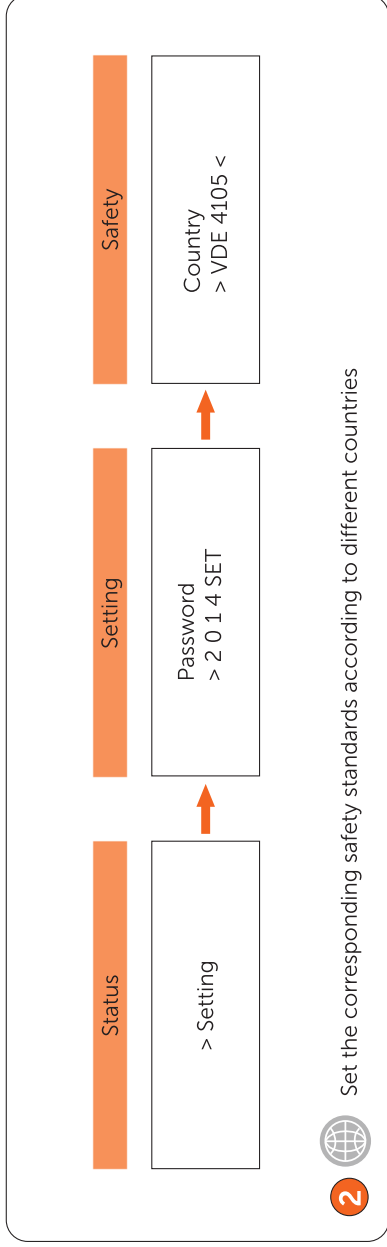 2 Set the corresponding safety standards according to different countries
Status
> Setting
Setting
Password
> 2 0 1 4 SET
Safety
Country
> VDE 4105 <